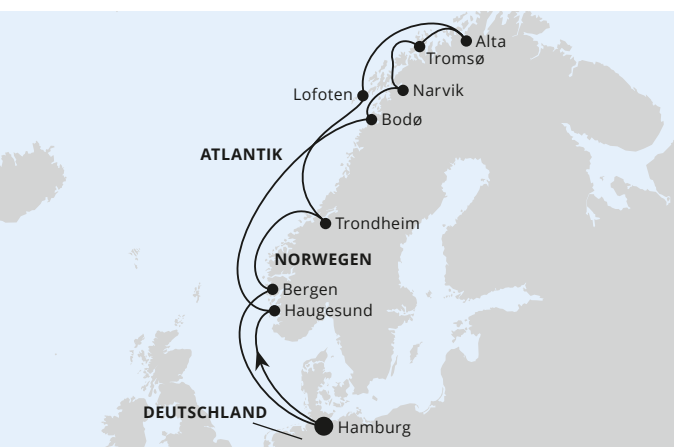 Alta
Tromsø
Lofoten
Narvik
Bodø
ATLANTIK
Trondheim
NORWEGEN
Bergen
Haugesund
DEUTSCHLAND
Hamburg